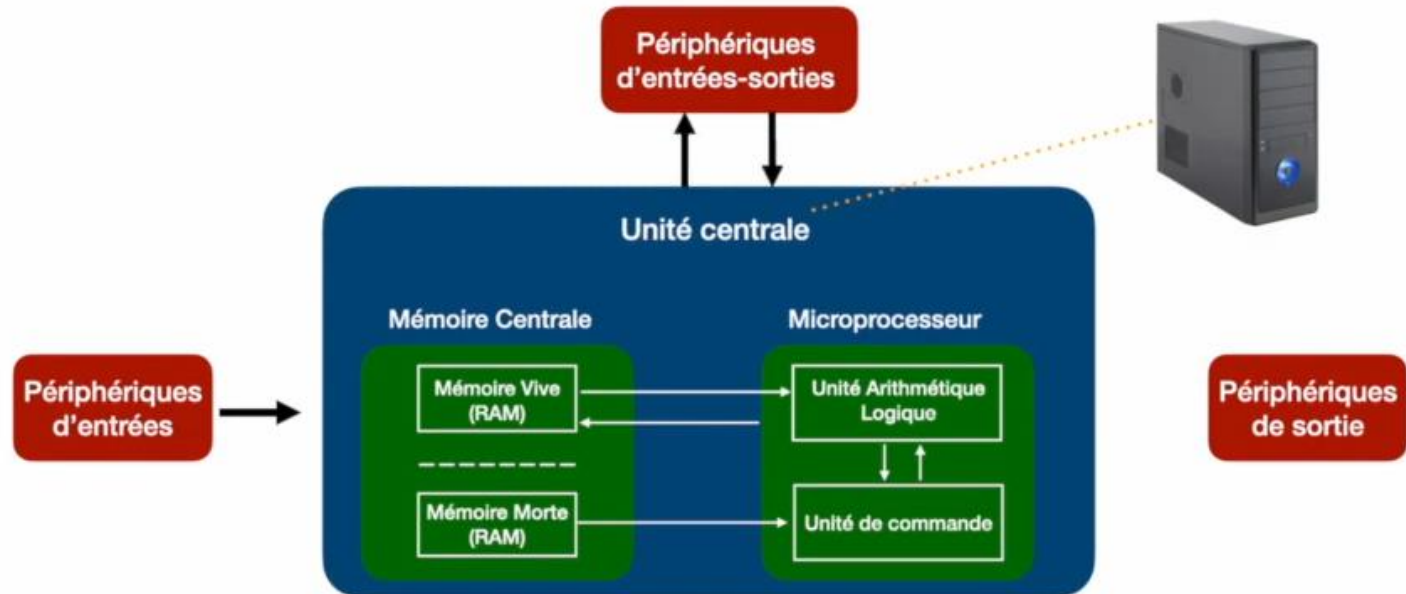 Périphériques
d'entrées-sorties
Unité centrale
Mémoire Centrale
Microprocesseur
Périphériques
d'entrées
Mémoire Vive
(RAM)
Unité Arithmétique
Logique
Périphériques
de sortie
Mémoire Morte
(RAM)
Unité de commande